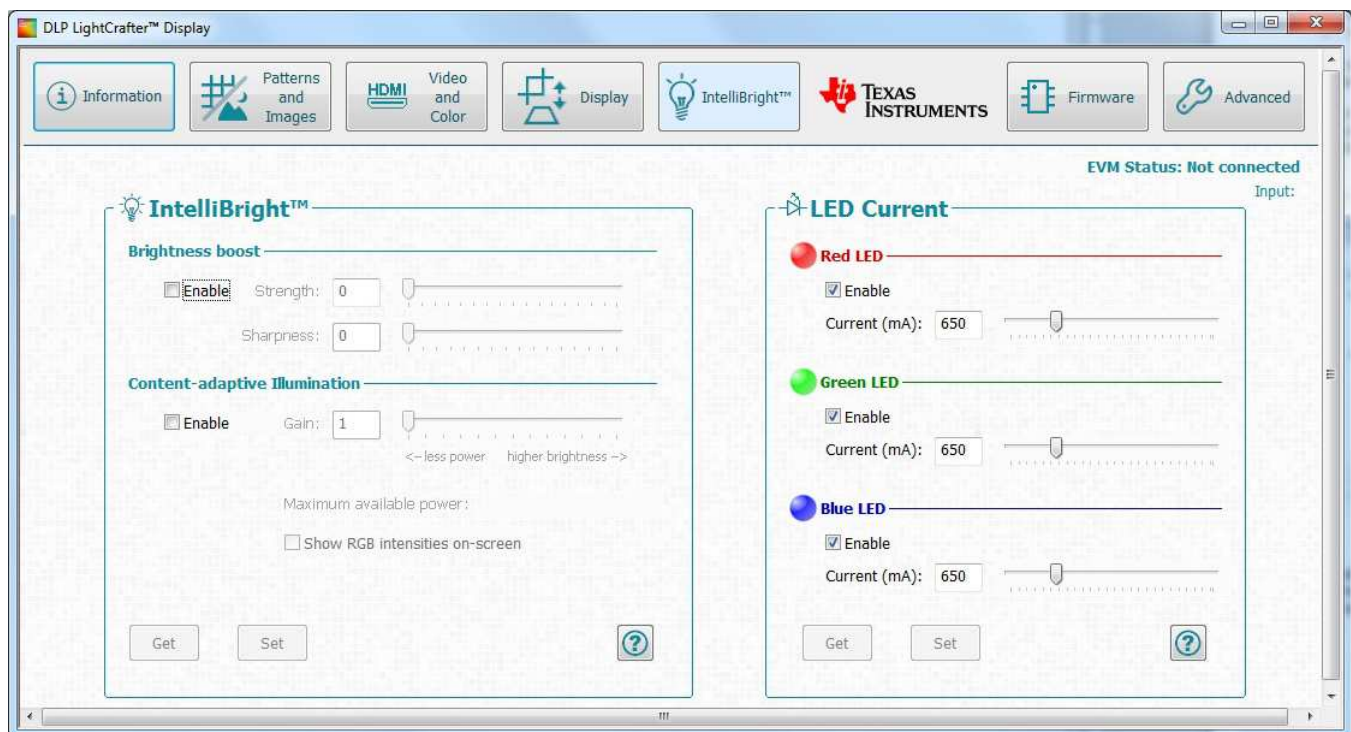 DLP LightCrafter™ Display
Information
Patterns
and
Images
HDMI
Video
and
Color
Display
IntelliBright™
TEXAS
INSTRUMENTS
Firmware
Advanced
EVM Status: Not connected
Input:
IntelliBright™
Brightness boost
Enable Strength: 0
Sharpness: 0
Content-adaptive Illumination
Enable Gain: 1
<--less power higher brightness -->
Maximum available power:
Show RGB intensities on-screen
Get Set ?
LED Current
Red LED
Enable
Current (mA): 650
Green LED
Enable
Current (mA): 650
Blue LED
Enable
Current (mA): 650
Get Set ?